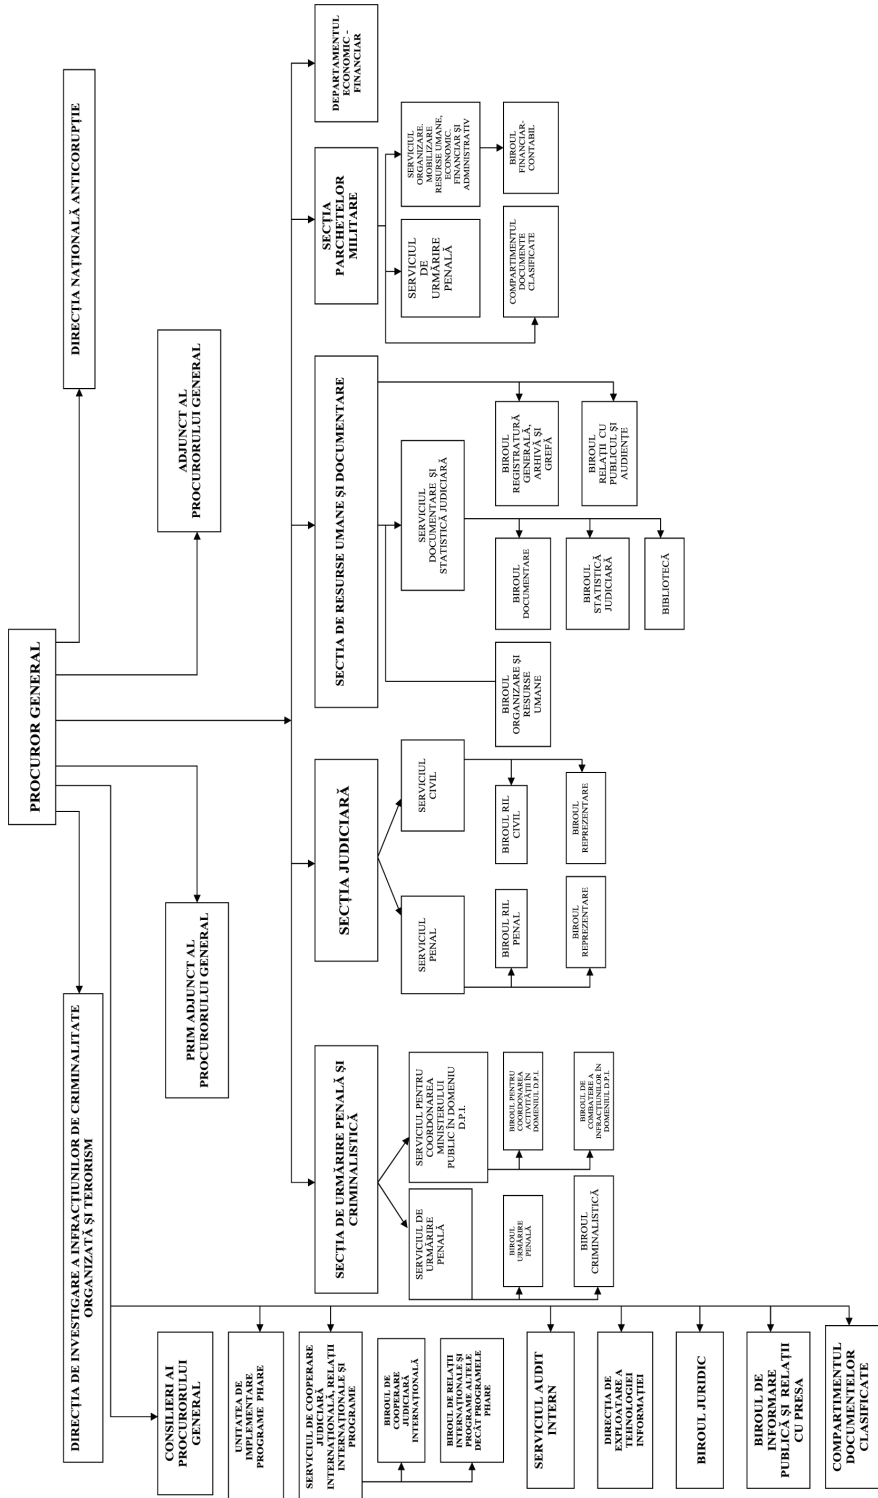 PROCUROR GENERAL
DIRECȚIA DE INVESTIGARE A INFRACȚIUNILOR DE CRIMINALITATE
ORGANIZATĂ ȘI TERORISM
DIRECȚIA NAȚIONALĂ ANTICORUPȚIE
PRIM ADJUNCT AL
PROCURORULUI GENERAL
ADJUNCT AL
PROCURORULUI GENERAL
CONSILIERI AI
PROCURORULUI
GENERAL
UNITATEA DE
IMPLEMENTARE
PROGRAME PHARE
SERVICIUL DE COOPERARE
JUDICIARĂ
INTERNAȚIONALĂ, RELAȚII
INTERNAȚIONALE ȘI
PROGRAME
BIROUL DE
COOPERARE
JUDICIARĂ
INTERNAȚIONALĂ
BIROUL DE RELAȚII
INTERNAȚIONALE ȘI
PROGRAME ALTELE
DECÂT PROGRAMELE
PHARE
SERVICIUL AUDIT
INTERN
DIRECȚIA DE
EXPLOATARE A
TEHNOLOGIEI
INFORMAȚIEI
BIROUL JURIDIC
BIROUL DE
INFORMARE
PUBLICĂ ȘI RELAȚII
CU PRESA
COMPARTIMENTUL
DOCUMENTELOR
CLASIFICATE
SECȚIA DE URMĂRIRE PENALĂ ȘI
CRIMINALISTICĂ
SERVICIUL DE
URMĂRIRE
PENALĂ
BIROUL
URMĂRIRE
PENALĂ
BIROUL
CRIMINALISTICĂ
SERVICIUL PENTRU
COORDONAREA
MINISTERULUI
PUBLIC ÎN DOMENIU
D.P.I.
BIROUL PENTRU
COORDONAREA
ACTIVITĂȚII ÎN
DOMENIUL D.P.I.
BIROUL DE
COMBATERE A
INFRACȚIUNILOR ÎN
DOMENIUL D.P.I.
SECȚIA JUDICIARĂ
SERVICIUL
PENAL
BIROUL RIL
PENAL
BIROUL
REPREZENTARE
SERVICIUL
CIVIL
BIROUL RIL
CIVIL
BIROUL
REPREZENTARE
SECTIA DE RESURSE UMANE ȘI DOCUMENTARE
BIROUL
ORGANIZARE ȘI
RESURSE
UMANE
SERVICIUL
DOCUMENTARE ȘI
STATISTICĂ JUDICIARĂ
BIROUL
DOCUMENTARE
BIROUL
STATISTICĂ
JUDICIARĂ
BIBLIOTECĂ
BIROUL
REGISTRATURĂ
GENERALĂ,
ARHIVĂ ȘI
GREFĂ
BIROUL
RELAȚII CU
PUBLICUL ȘI
AUDIENȚE
SECȚIA
PARCHETELOR
MILITARE
SERVICIUL
DE
URMĂRIRE
PENALĂ
COMPARTIMENTUL
DOCUMENTE
CLASIFICATE
SERVICIUL
ORGANIZARE.
MOBILIZARE
RESURSE UMANE,
ECONOMIC.
FINANCIAR ȘI
ADMINISTRATIV
BIROUL
FINANCIAR-
CONTABIL
DEPARTAMENTUL
ECONOMIC -
FINANCIAR